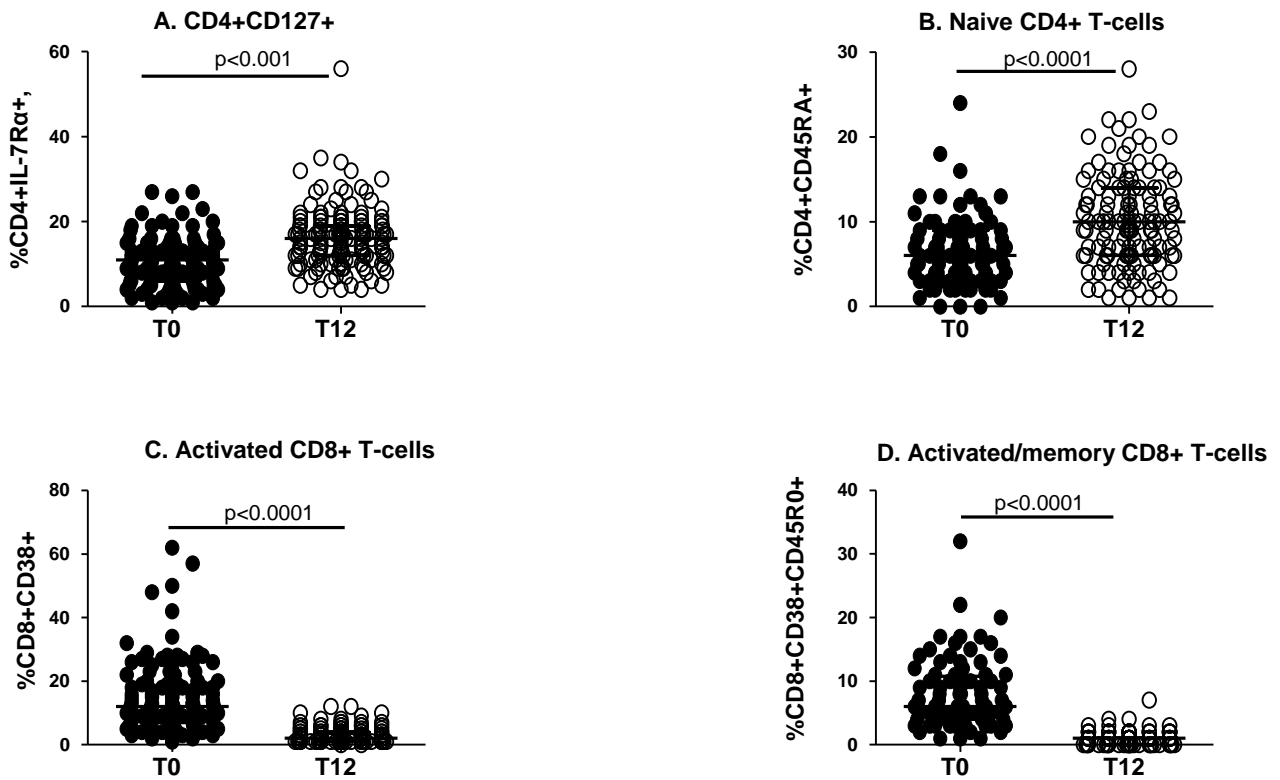 A. CD4+CD127+
%CD4+IL-7Rα+,
60
40
20
0
p<0.001
T0
T12
B. Naive CD4+ T-cells
%CD4+CD45RA+
30
20
10
0
p<0.0001
T0
T12
C. Activated CD8+ T-cells
%CD8+CD38+
80
60
40
20
0
p<0.0001
T0
T12
D. Activated/memory CD8+ T-cells
%CD8+CD38+CD45R0+
40
30
20
10
0
p<0.0001
T0
T12